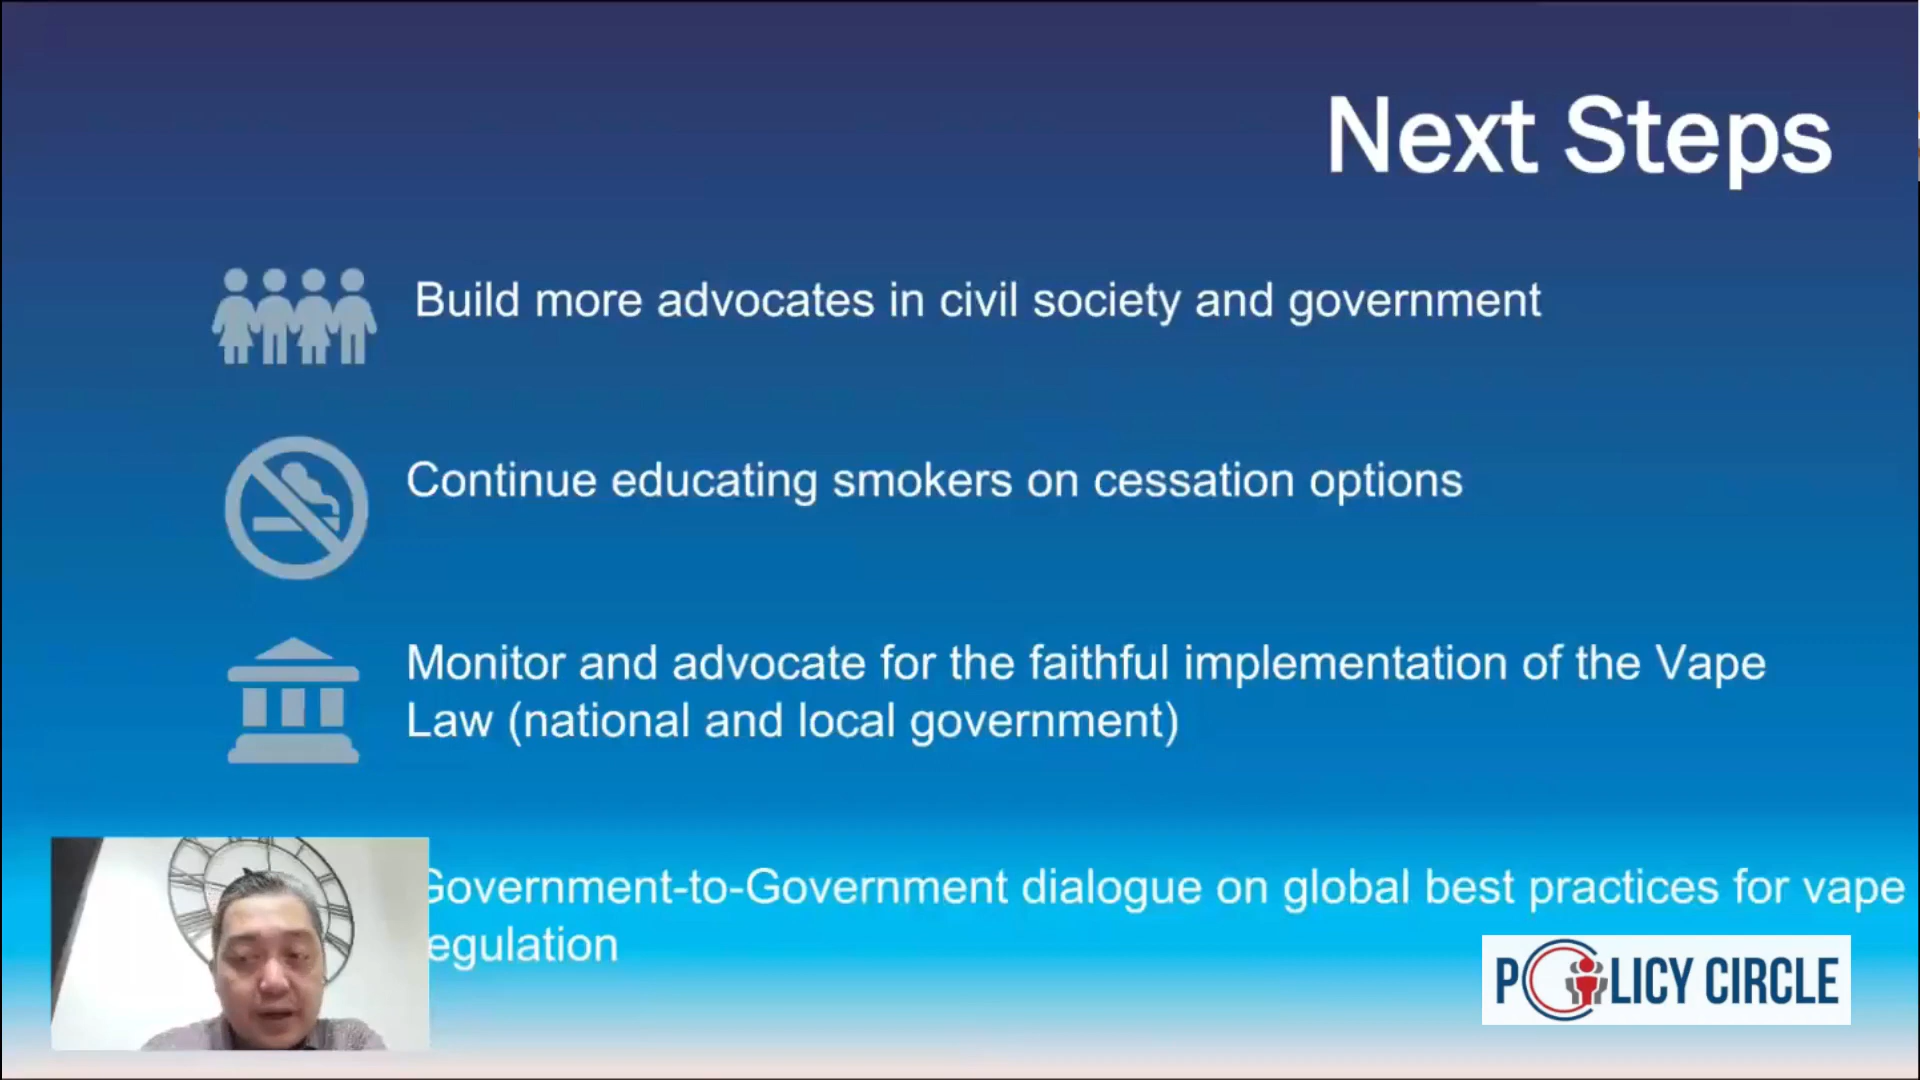 Next Steps
Build more advocates in civil society and government
Continue educating smokers on cessation options
Monitor and advocate for the faithful implementation of the Vape
Law (national and local government)
Government-to-Government dialogue on global best practices for vape
egulation
POLICY CIRCLE